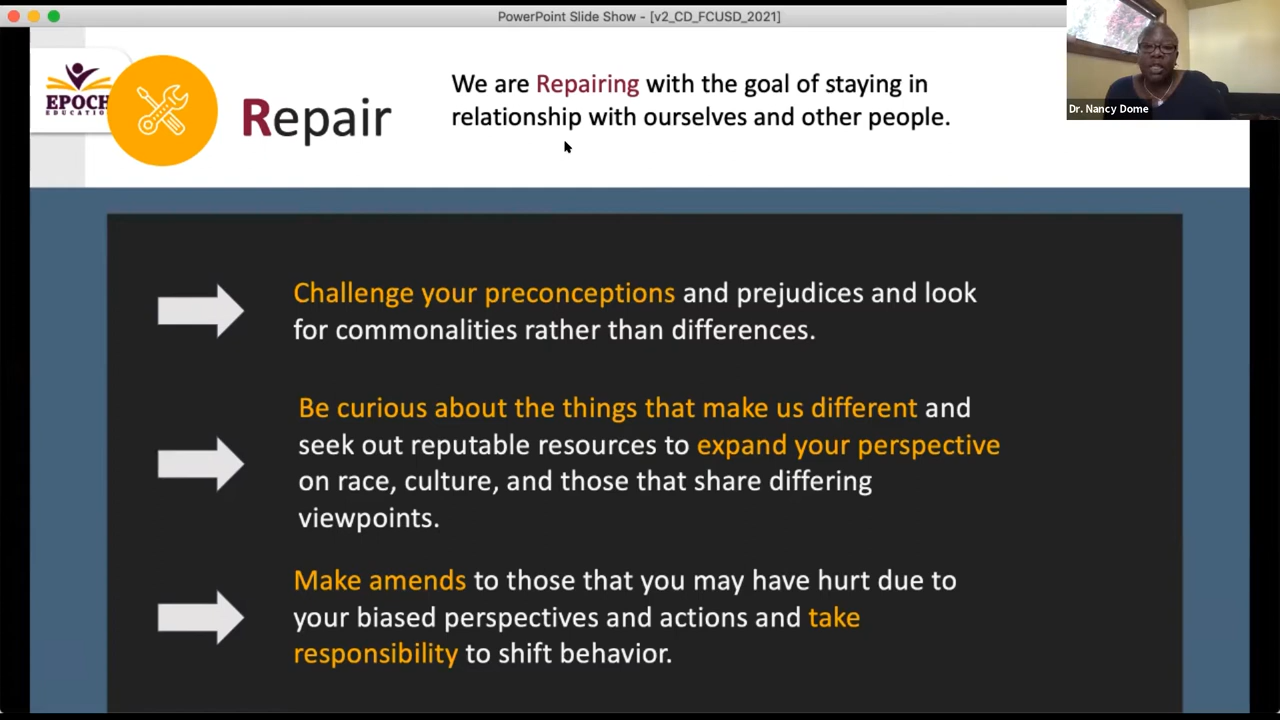 PowerPoint Slide Show - [v2_CD_FCUSD_2021]
EPOCH
EDUCATIO
Repair
We are Repairing with the goal of staying in
relationship with ourselves and other people.
Dr. Nancy Dome
Challenge your preconceptions and prejudices and look
for commonalities rather than differences.
Be curious about the things that make us different and
seek out reputable resources to expand your perspective
on race, culture, and those that share differing
viewpoints.
Make amends to those that you may have hurt due to
your biased perspectives and actions and take
responsibility to shift behavior.